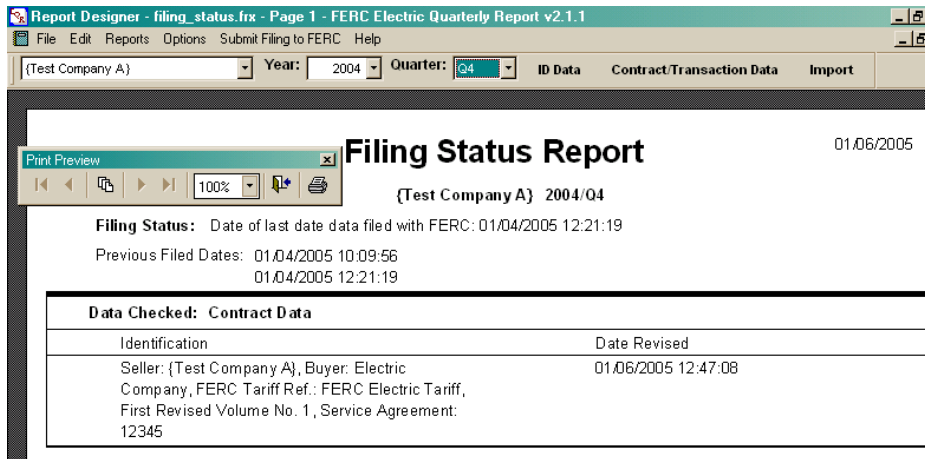 Report Designer - filing_status.frx - Page 1 - FERC Electric Quarterly Report v2.1.1
File Edit Reports Options Submit Filing to FERC Help
{Test Company A} Year: 2004 Quarter: Q4 ID Data Contract/Transaction Data Import
Filing Status Report 01/06/2005
Print Preview
100%
{Test Company A} 2004/Q4
Filing Status: Date of last date data filed with FERC: 01/04/2005 12:21:19
Previous Filed Dates: 01/04/2005 10:09:56
01/04/2005 12:21:19
Data Checked: Contract Data
Identification Date Revised
Seller: {Test Company A}, Buyer: Electric 01/06/2005 12:47:08
Company, FERC Tariff Ref.: FERC Electric Tariff,
First Revised Volume No. 1, Service Agreement:
12345